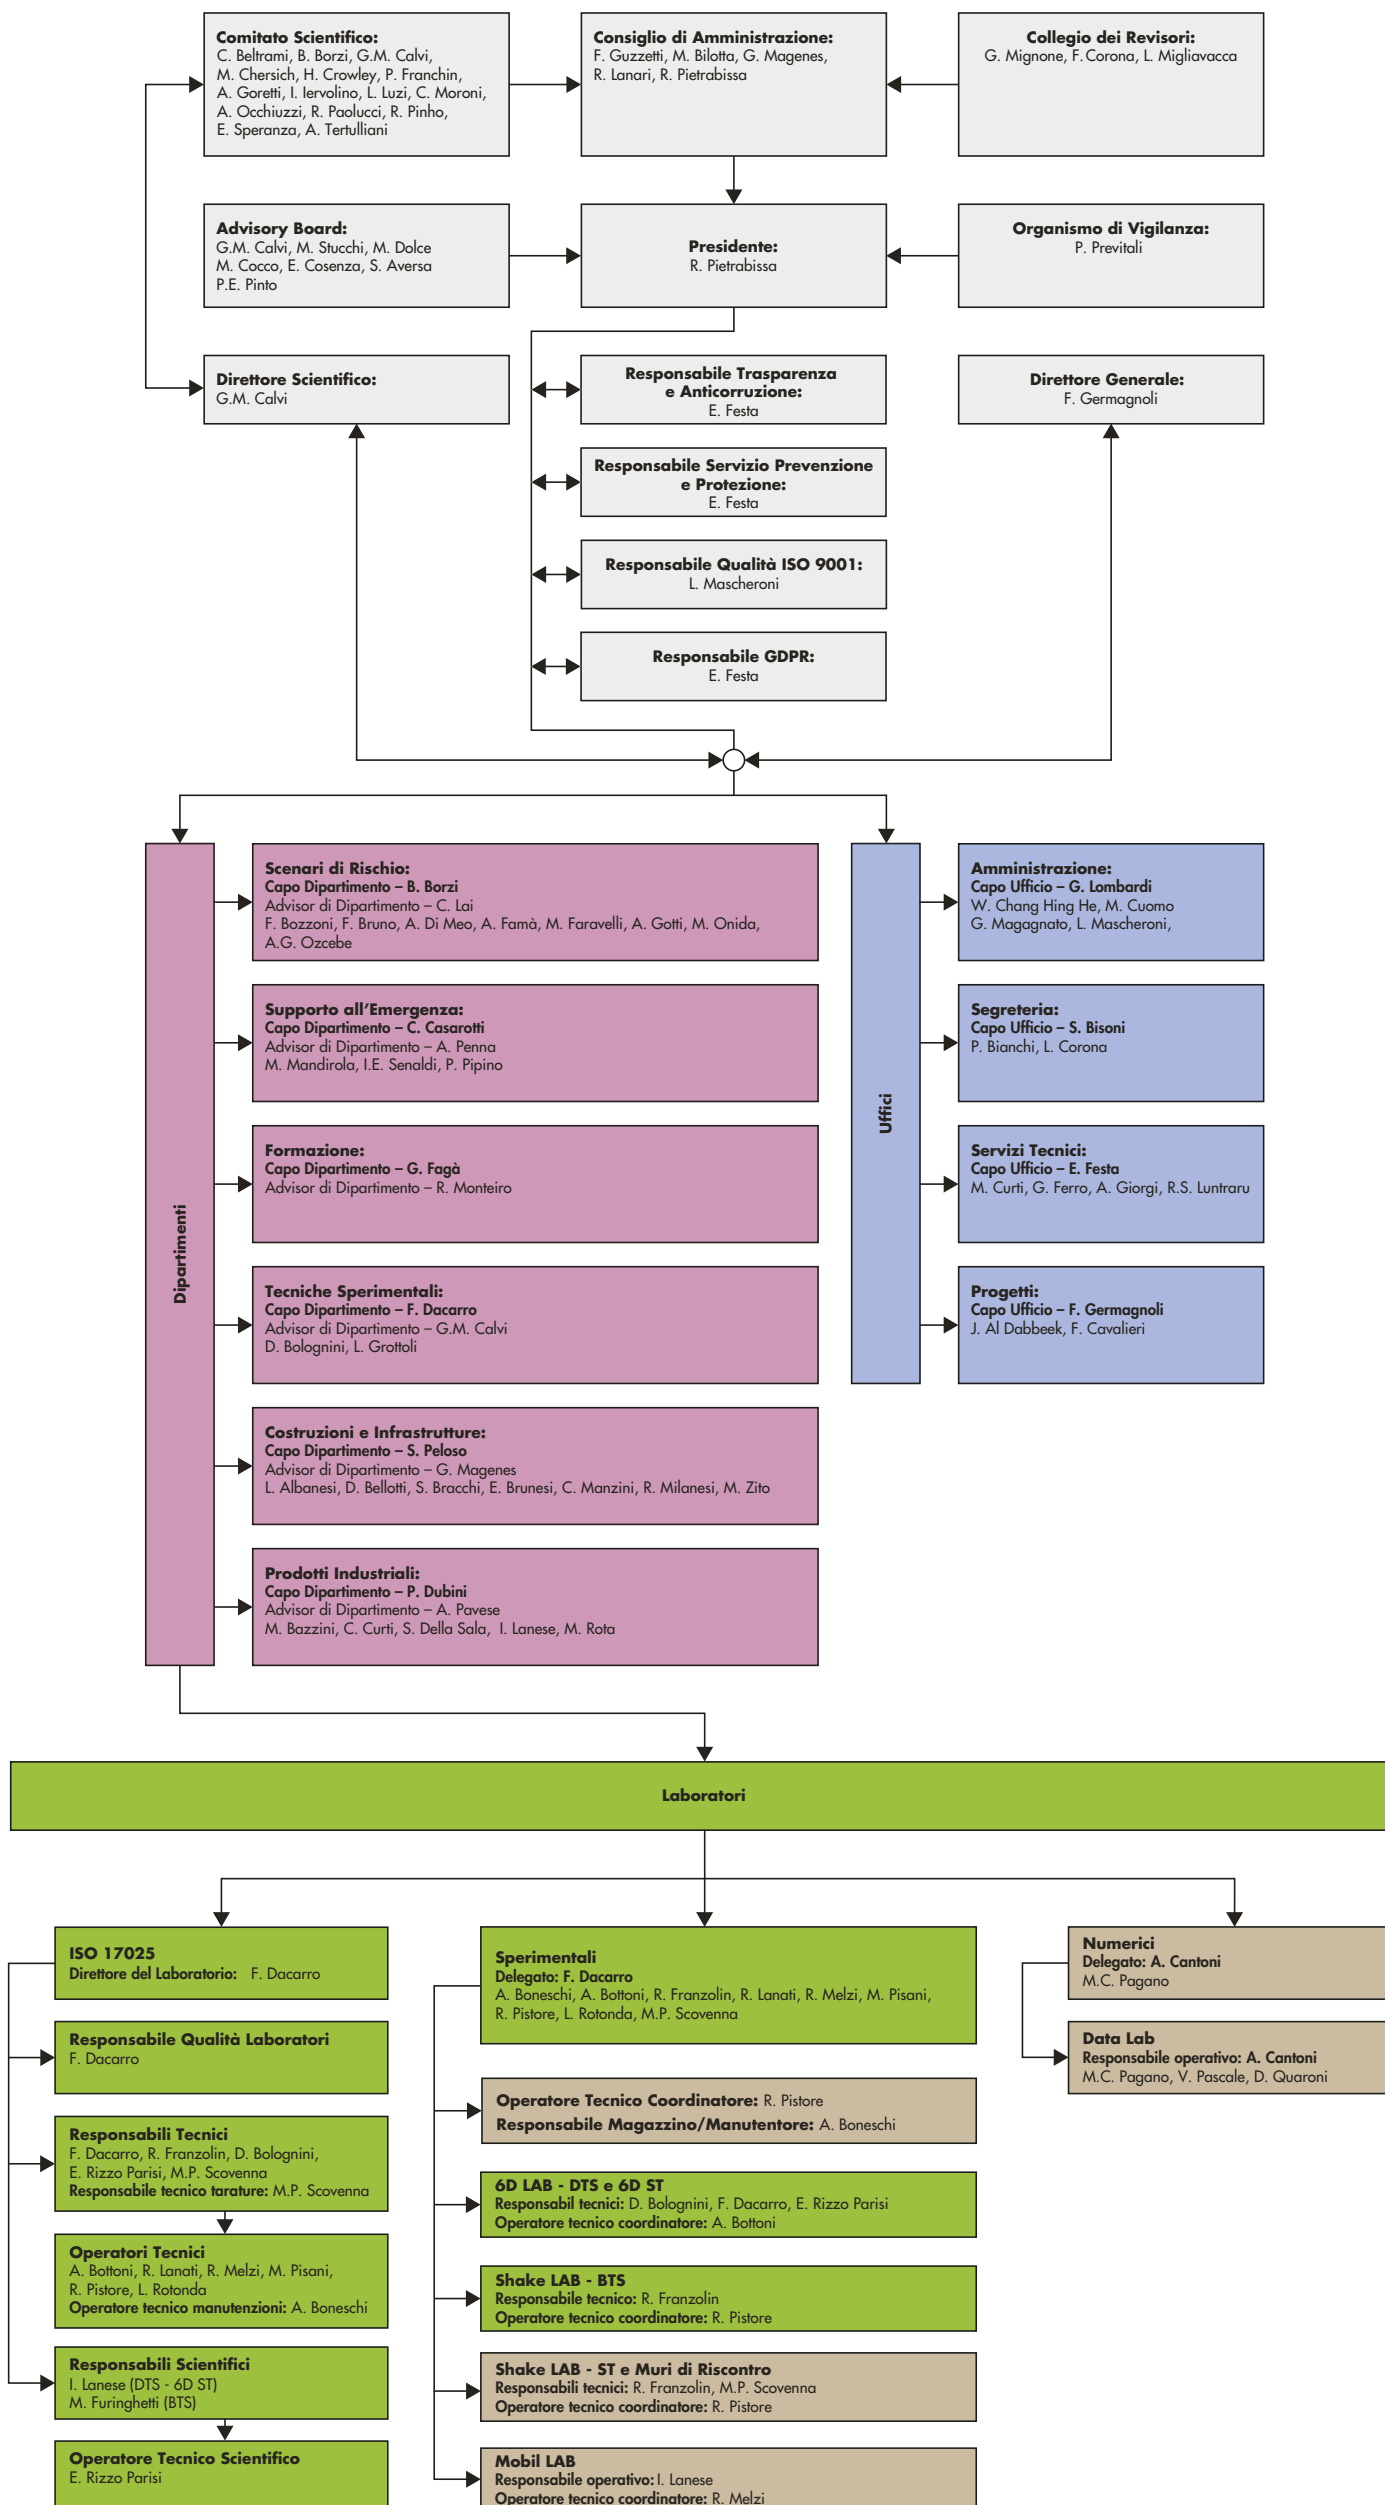 Comitato Scientifico:
C. Beltrami, B. Borzi, G.M. Calvi,
M. Chersich, H. Crowley, P. Franchin,
A. Goretti, I. Iervolino, L. Luzi, C. Moroni,
A. Occhiuzzi, R. Paolucci, R. Pinho,
E. Speranza, A. Tertulliani
Consiglio di Amministrazione:
F. Guzzetti, M. Bilotta, G. Magenes,
R. Lanari, R. Pietrabissa
Collegio dei Revisori:
G. Mignone, F. Corona, L. Migliavacca
Advisory Board:
G.M. Calvi, M. Stucchi, M. Dolce
M. Cocco, E. Cosenza, S. Aversa
P.E. Pinto
Presidente:
R. Pietrabissa
Organismo di Vigilanza:
P. Previtali
Direttore Scientifico:
G.M. Calvi
Responsabile Trasparenza
e Anticorruzione:
E. Festa
Direttore Generale:
F. Germagnoli
Responsabile Servizio Prevenzione
e Protezione:
E. Festa
Responsabile Qualità ISO 9001:
L. Mascheroni
Responsabile GDPR:
E. Festa
Dipartimenti
Scenari di Rischio:
Capo Dipartimento – B. Borzi
Advisor di Dipartimento – C. Lai
F. Bozzoni, F. Bruno, A. Di Meo, A. Famà, M. Faravelli, A. Gotti, M. Onida,
A.G. Ozcebe
Supporto all'Emergenza:
Capo Dipartimento – C. Casarotti
Advisor di Dipartimento – A. Penna
M. Mandirola, I.E. Senaldi, P. Pipino
Formazione:
Capo Dipartimento – G. Fagà
Advisor di Dipartimento – R. Monteiro
Tecniche Sperimentali:
Capo Dipartimento – F. Dacarro
Advisor di Dipartimento – G.M. Calvi
D. Bolognini, L. Grottoli
Costruzioni e Infrastrutture:
Capo Dipartimento – S. Peloso
Advisor di Dipartimento – G. Magenes
L. Albanesi, D. Bellotti, S. Bracchi, E. Brunesi, C. Manzini, R. Milanesi, M. Zito
Prodotti Industriali:
Capo Dipartimento – P. Dubini
Advisor di Dipartimento – A. Pavese
M. Bazzini, C. Curti, S. Della Sala, I. Lanese, M. Rota
Uffici
Amministrazione:
Capo Ufficio – G. Lombardi
W. Chang Hing He, M. Cuomo
G. Magagnato, L. Mascheroni,
Segreteria:
Capo Ufficio – S. Bisoni
P. Bianchi, L. Corona
Servizi Tecnici:
Capo Ufficio – E. Festa
M. Curti, G. Ferro, A. Giorgi, R.S. Luntraru
Progetti:
Capo Ufficio – F. Germagnoli
J. Al Dabbeek, F. Cavalieri
Laboratori
ISO 17025
Direttore del Laboratorio: F. Dacarro
Responsabile Qualità Laboratori
F. Dacarro
Responsabili Tecnici
F. Dacarro, R. Franzolin, D. Bolognini,
E. Rizzo Parisi, M.P. Scovenna
Responsabile tecnico tarature: M.P. Scovenna
Operatori Tecnici
A. Bottoni, R. Lanati, R. Melzi, M. Pisani,
R. Pistore, L. Rotonda
Operatore tecnico manutenzioni: A. Boneschi
Responsabili Scientifici
I. Lanese (DTS - 6D ST)
M. Furinghetti (BTS)
Operatore Tecnico Scientifico
E. Rizzo Parisi
Sperimentali
Delegato: F. Dacarro
A. Boneschi, A. Bottoni, R. Franzolin, R. Lanati, R. Melzi, M. Pisani,
R. Pistore, L. Rotonda, M.P. Scovenna
Operatore Tecnico Coordinatore: R. Pistore
Responsabile Magazzino/Manutentore: A. Boneschi
6D LAB - DTS e 6D ST
Responsabil tecnici: D. Bolognini, F. Dacarro, E. Rizzo Parisi
Operatore tecnico coordinatore: A. Bottoni
Shake LAB - BTS
Responsabile tecnico: R. Franzolin
Operatore tecnico coordinatore: R. Pistore
Shake LAB - ST e Muri di Riscontro
Responsabili tecnici: R. Franzolin, M.P. Scovenna
Operatore tecnico coordinatore: R. Pistore
Mobil LAB
Responsabile operativo: I. Lanese
Operatore tecnico coordinatore: R. Melzi
Numerici
Delegato: A. Cantoni
M.C. Pagano
Data Lab
Responsabile operativo: A. Cantoni
M.C. Pagano, V. Pascale, D. Quaroni